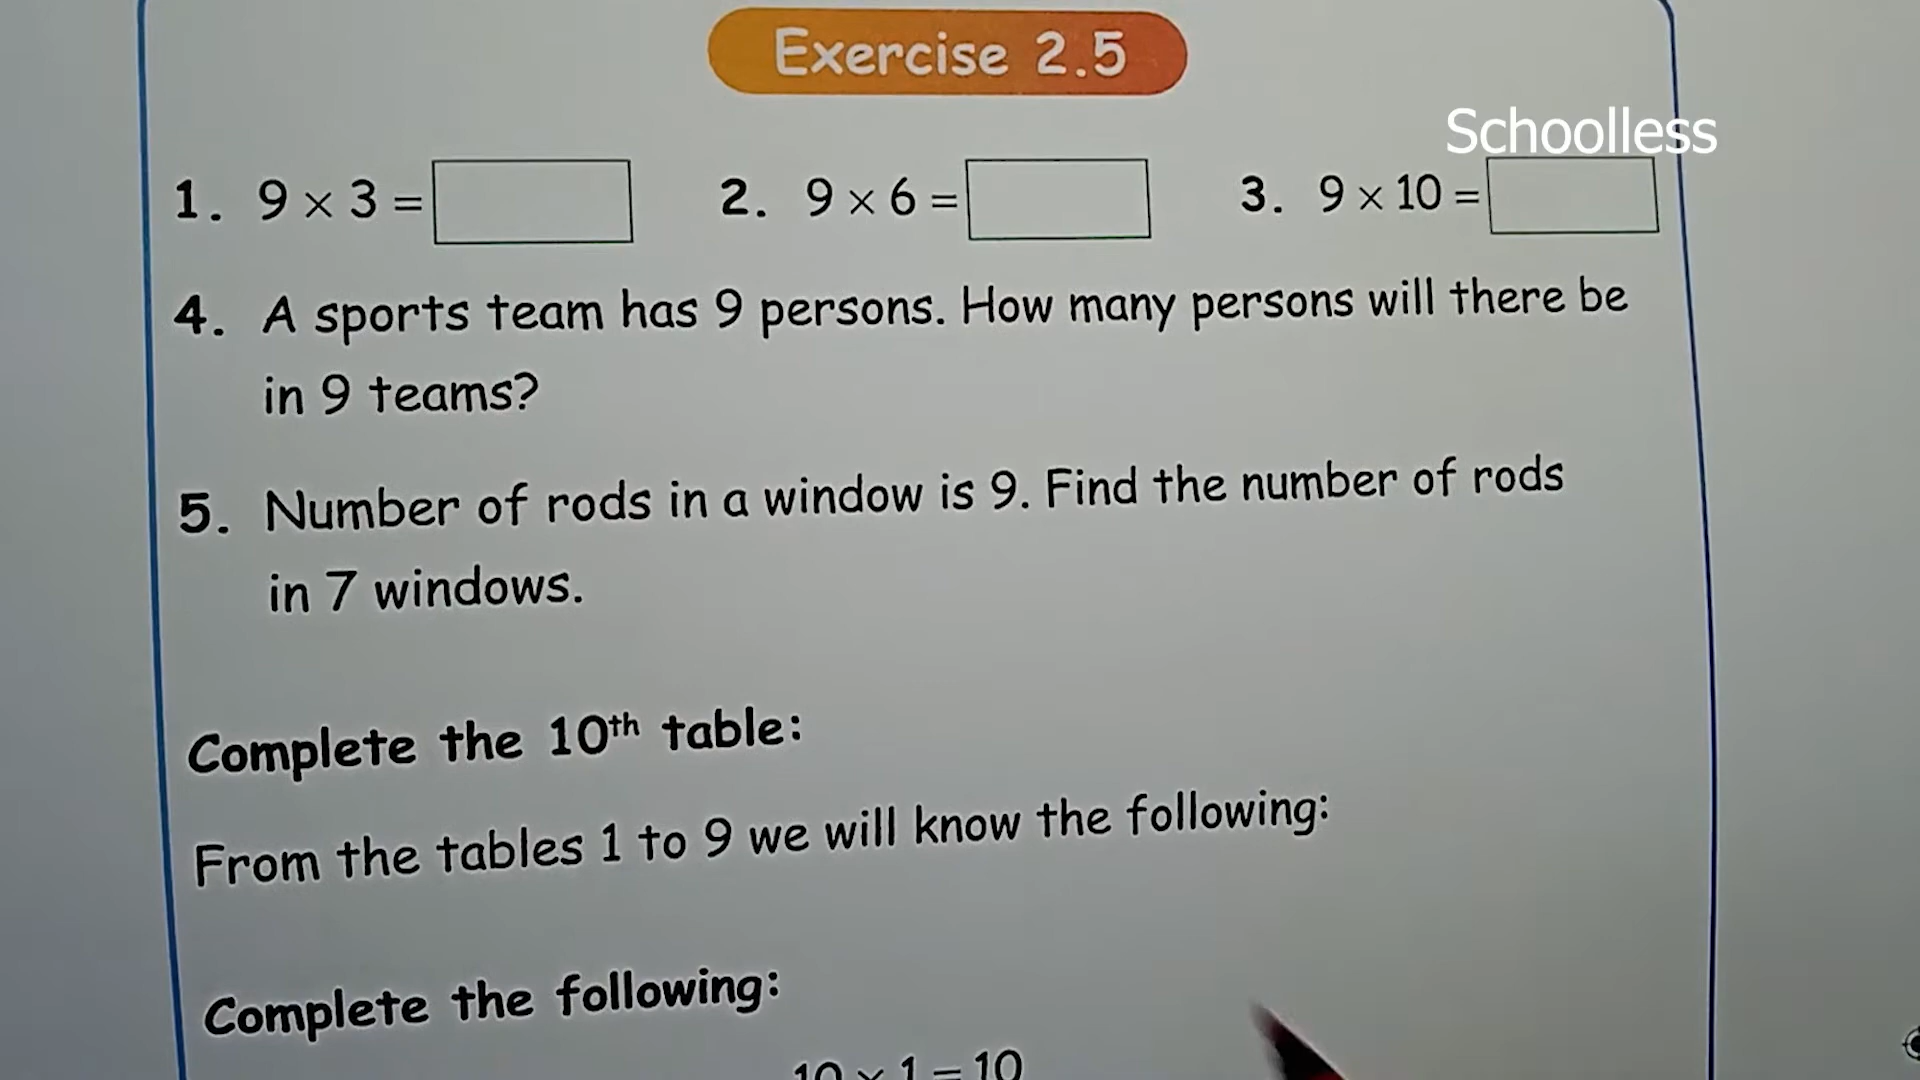 Exercise 2.5
Schoolless
1. 9 × 3 =
2. 9 × 6 =
3. 9 × 10 =
4. A sports team has 9 persons. How many persons will there be
in 9 teams?
5. Number of rods in a window is 9. Find the number of rods
in 7 windows.
Complete the 10th table:
From the tables 1 to 9 we will know the following:
Complete the following:
10 × 1 = 10